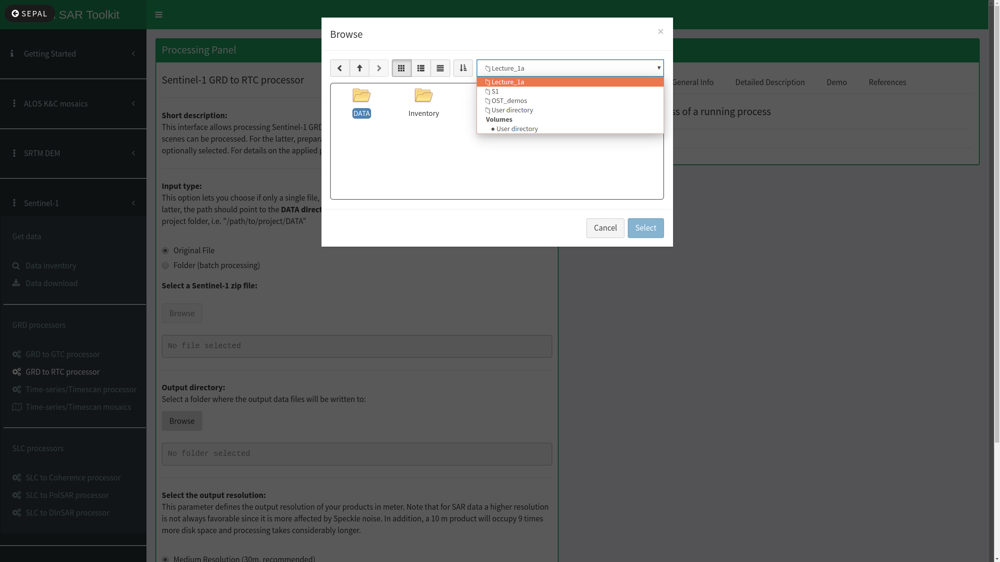 SEPAL
SAR Toolkit
Getting Started
ALOS K&C mosaics
SRTM DEM
Sentinel-1
Get data
Data inventory
Data download
GRD processors
GRD to GTC processor
GRD to RTC processor
Time-series/Timescan processor
Time-series/Timescan mosaics
SLC processors
SLC to Coherence processor
SLC to PolSAR processor
SLC to DInSAR processor
Processing Panel
Sentinel-1 GRD to RTC processor
Short description:
This interface allows processing Sentinel-1 GRD
scenes can be processed. For the latter,
optionally selected. For details on the applied
Input type:
This option lets you choose if only a single file,
latter, the path should point to the DATA
project folder, i.e. "/path/to/project/DATA"
Original File
Folder (batch processing)
Select a Sentinel-1 zip file:
Browse
No file selected
Output directory:
Select a folder where the output data files will be written to:
Browse
No folder selected
Select the output resolution:
This parameter defines the output resolution of your products in meter. Note that for SAR data a higher resolution
is not always favorable since it is more affected by Speckle noise. In addition, a 10 m product will occupy 9 times
more disk space and processing takes considerably longer.
Medium Resolution (30m, recommended)
Browse
×
Lecture_1a
Lecture_1a
S1
OST_demos
User directory
Volumes
● User directory
DATA
Inventory
Cancel
Select
General Info
Detailed Description
Demo
References
of a running process